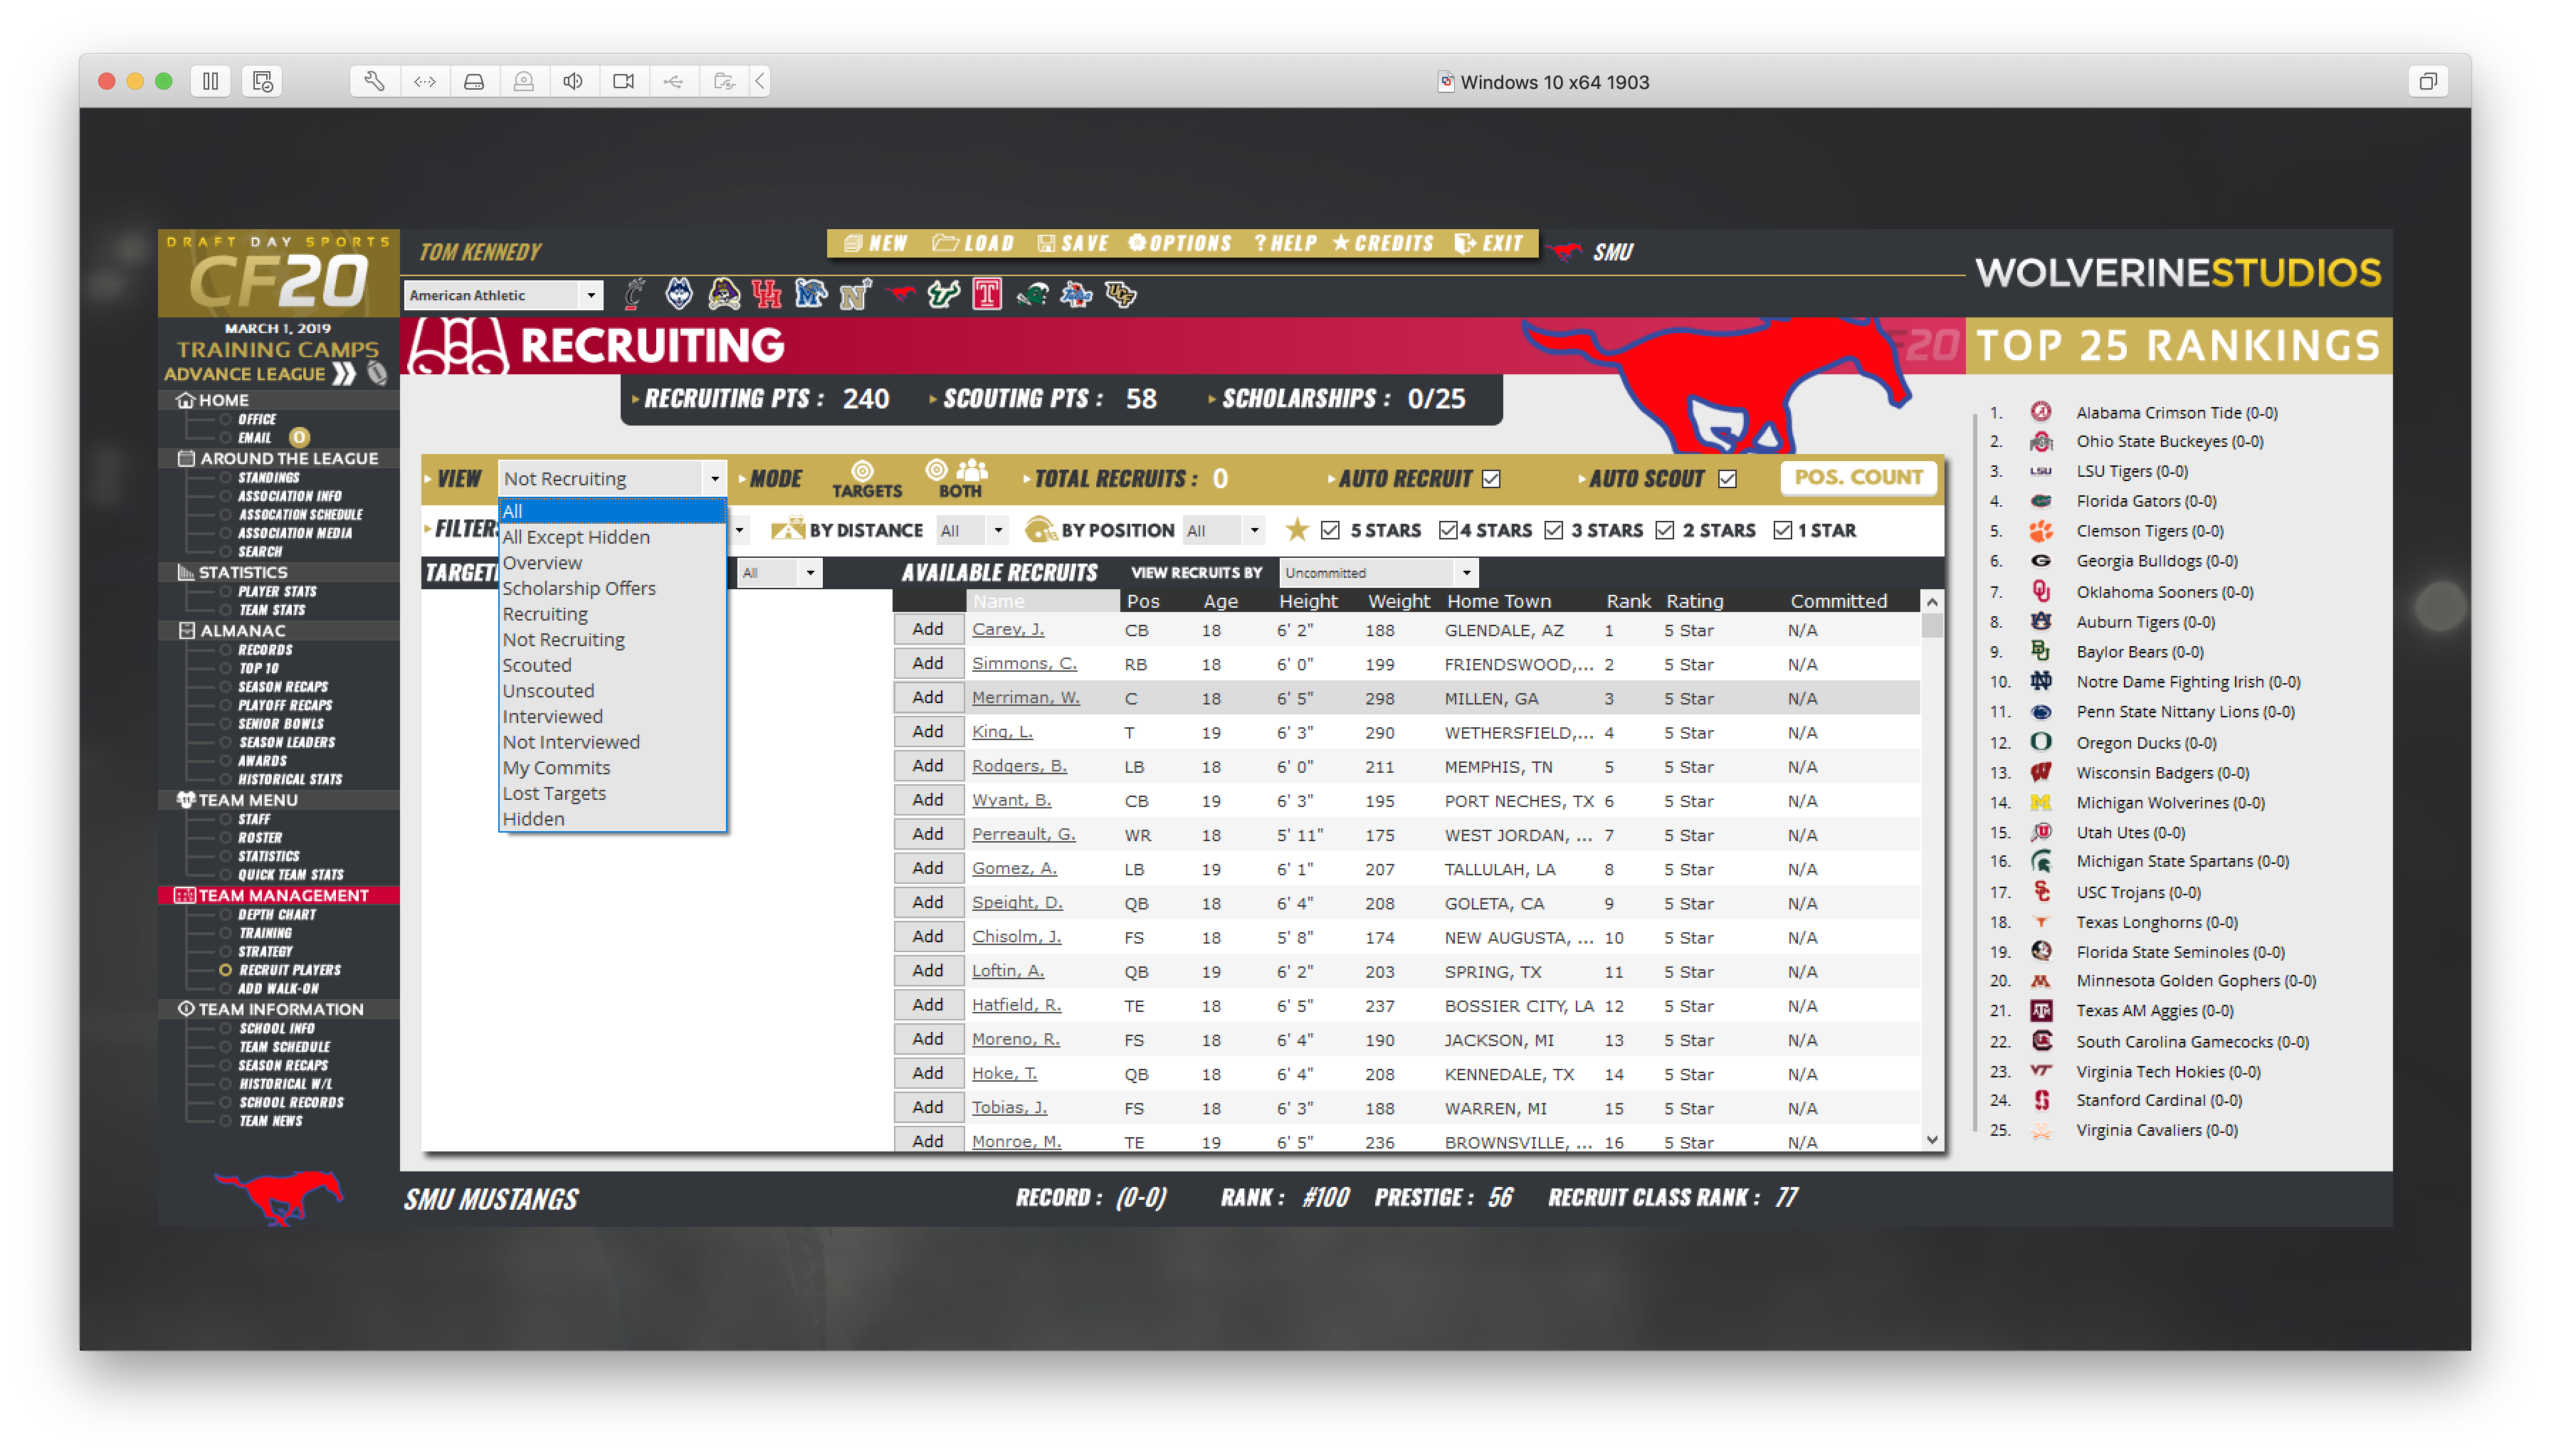 Windows 10 x64 1903
DRAFT DAY SPORTS
CF20
TOM KENNEDY
NEW LOAD SAVE OPTIONS ? HELP CREDITS EXIT
SMU
WOLVERINESTUDIOS
American Athletic
MARCH 1, 2019
TRAINING CAMPS
ADVANCE LEAGUE
RECRUITING
CF20
TOP 25 RANKINGS
RECRUITING PTS : 240 SCOUTING PTS : 58 SCHOLARSHIPS : 0/25
HOME
OFFICE
EMAIL 0
AROUND THE LEAGUE
STANDINGS
ASSOCIATION INFO
ASSOCATION SCHEDULE
ASSOCIATION MEDIA
SEARCH
STATISTICS
PLAYER STATS
TEAM STATS
ALMANAC
RECORDS
TOP 10
SEASON RECAPS
PLAYOFF RECAPS
SENIOR BOWLS
SEASON LEADERS
AWARDS
HISTORICAL STATS
TEAM MENU
STAFF
ROSTER
STATISTICS
QUICK TEAM STATS
TEAM MANAGEMENT
DEPTH CHART
TRAINING
STRATEGY
RECRUIT PLAYERS
ADD WALK-ON
TEAM INFORMATION
SCHOOL INFO
TEAM SCHEDULE
SEASON RECAPS
HISTORICAL W/L
SCHOOL RECORDS
TEAM NEWS
VIEW Not Recruiting MODE TARGETS BOTH TOTAL RECRUITS : 0 AUTO RECRUIT AUTO SCOUT POS. COUNT
FILTERS BY DISTANCE All BY POSITION All 5 STARS 4 STARS 3 STARS 2 STARS 1 STAR
All
All Except Hidden
Overview
Scholarship Offers
Recruiting
Not Recruiting
Scouted
Unscouted
Interviewed
Not Interviewed
My Commits
Lost Targets
Hidden
All AVAILABLE RECRUITS VIEW RECRUITS BY Uncommitted
Name Pos Age Height Weight Home Town Rank Rating Committed
Add Carey, J. CB 18 6' 2" 188 GLENDALE, AZ 1 5 Star N/A
Add Simmons, C. RB 18 6' 0" 199 FRIENDSWOOD,... 2 5 Star N/A
Add Merriman, W. C 18 6' 5" 298 MILLEN, GA 3 5 Star N/A
Add King, L. T 19 6' 3" 290 WETHERSFIELD,... 4 5 Star N/A
Add Rodgers, B. LB 18 6' 0" 211 MEMPHIS, TN 5 5 Star N/A
Add Wyant, B. CB 19 6' 3" 195 PORT NECHES, TX 6 5 Star N/A
Add Perreault, G. WR 18 5' 11" 175 WEST JORDAN, ... 7 5 Star N/A
Add Gomez, A. LB 19 6' 1" 207 TALLULAH, LA 8 5 Star N/A
Add Speight, D. QB 18 6' 4" 208 GOLETA, CA 9 5 Star N/A
Add Chisolm, J. FS 18 5' 8" 174 NEW AUGUSTA, ... 10 5 Star N/A
Add Loftin, A. QB 19 6' 2" 203 SPRING, TX 11 5 Star N/A
Add Hatfield, R. TE 18 6' 5" 237 BOSSIER CITY, LA 12 5 Star N/A
Add Moreno, R. FS 18 6' 4" 190 JACKSON, MI 13 5 Star N/A
Add Hoke, T. QB 18 6' 4" 208 KENNEDALE, TX 14 5 Star N/A
Add Tobias, J. FS 18 6' 3" 188 WARREN, MI 15 5 Star N/A
Add Monroe, M. TE 19 6' 5" 236 BROWNSVILLE, ... 16 5 Star N/A
1. Alabama Crimson Tide (0-0)
2. Ohio State Buckeyes (0-0)
3. LSU LSU Tigers (0-0)
4. Florida Gators (0-0)
5. Clemson Tigers (0-0)
6. Georgia Bulldogs (0-0)
7. Oklahoma Sooners (0-0)
8. Auburn Tigers (0-0)
9. Baylor Bears (0-0)
10. Notre Dame Fighting Irish (0-0)
11. Penn State Nittany Lions (0-0)
12. Oregon Ducks (0-0)
13. Wisconsin Badgers (0-0)
14. Michigan Wolverines (0-0)
15. Utah Utes (0-0)
16. Michigan State Spartans (0-0)
17. USC Trojans (0-0)
18. Texas Longhorns (0-0)
19. Florida State Seminoles (0-0)
20. Minnesota Golden Gophers (0-0)
21. Texas AM Aggies (0-0)
22. South Carolina Gamecocks (0-0)
23. Virginia Tech Hokies (0-0)
24. Stanford Cardinal (0-0)
25. Virginia Cavaliers (0-0)
SMU MUSTANGS RECORD : (0-0) RANK : #100 PRESTIGE : 56 RECRUIT CLASS RANK : 77